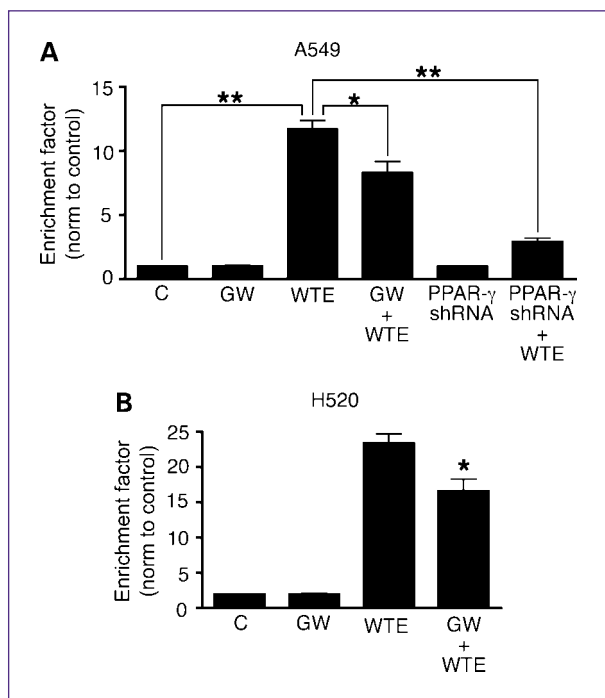 A
A549
**
**
*
Enrichment factor
(norm to control)
15
10
5
0
C
GW
WTE
GW
+
WTE
PPAR-γ
shRNA
PPAR-γ
shRNA
+
WTE
B
H520
*
Enrichment factor
(norm to control)
25
20
15
10
5
0
C
GW
WTE
GW
+
WTE